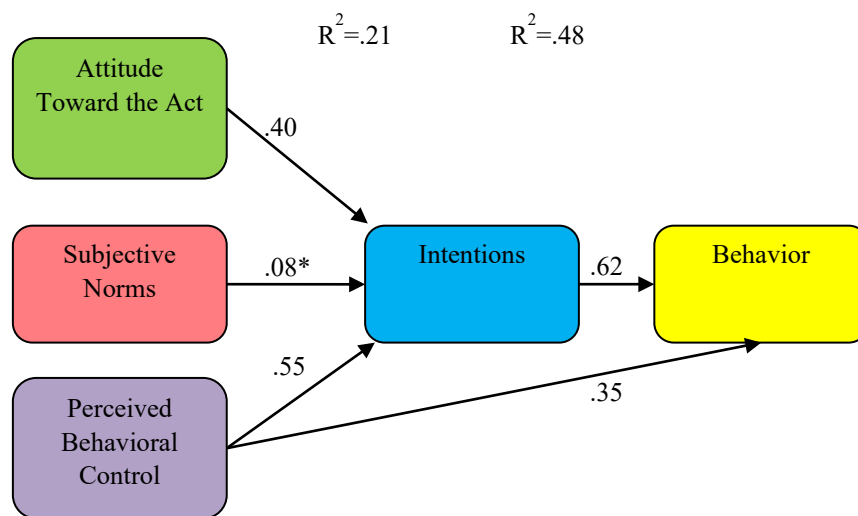 R²=.21
R²=.48
Attitude
Toward the Act
.40
Subjective
Norms
.08*
Intentions
.62
Behavior
.55
.35
Perceived
Behavioral
Control